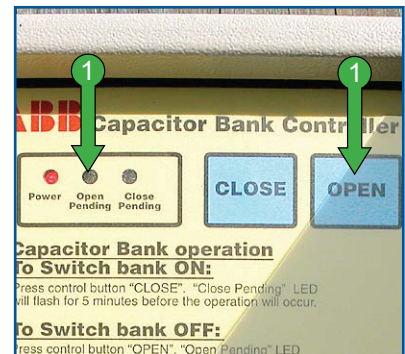 1 1
ABB Capacitor Bank Controller
CLOSE OPEN
Power Open Pending Close Pending
Capacitor Bank operation
To Switch bank ON:
Press control button "CLOSE". "Close Pending" LED
will flash for 5 minutes before the operation will occur.
To Switch bank OFF:
Press control button "OPEN". "Open Pending" LED